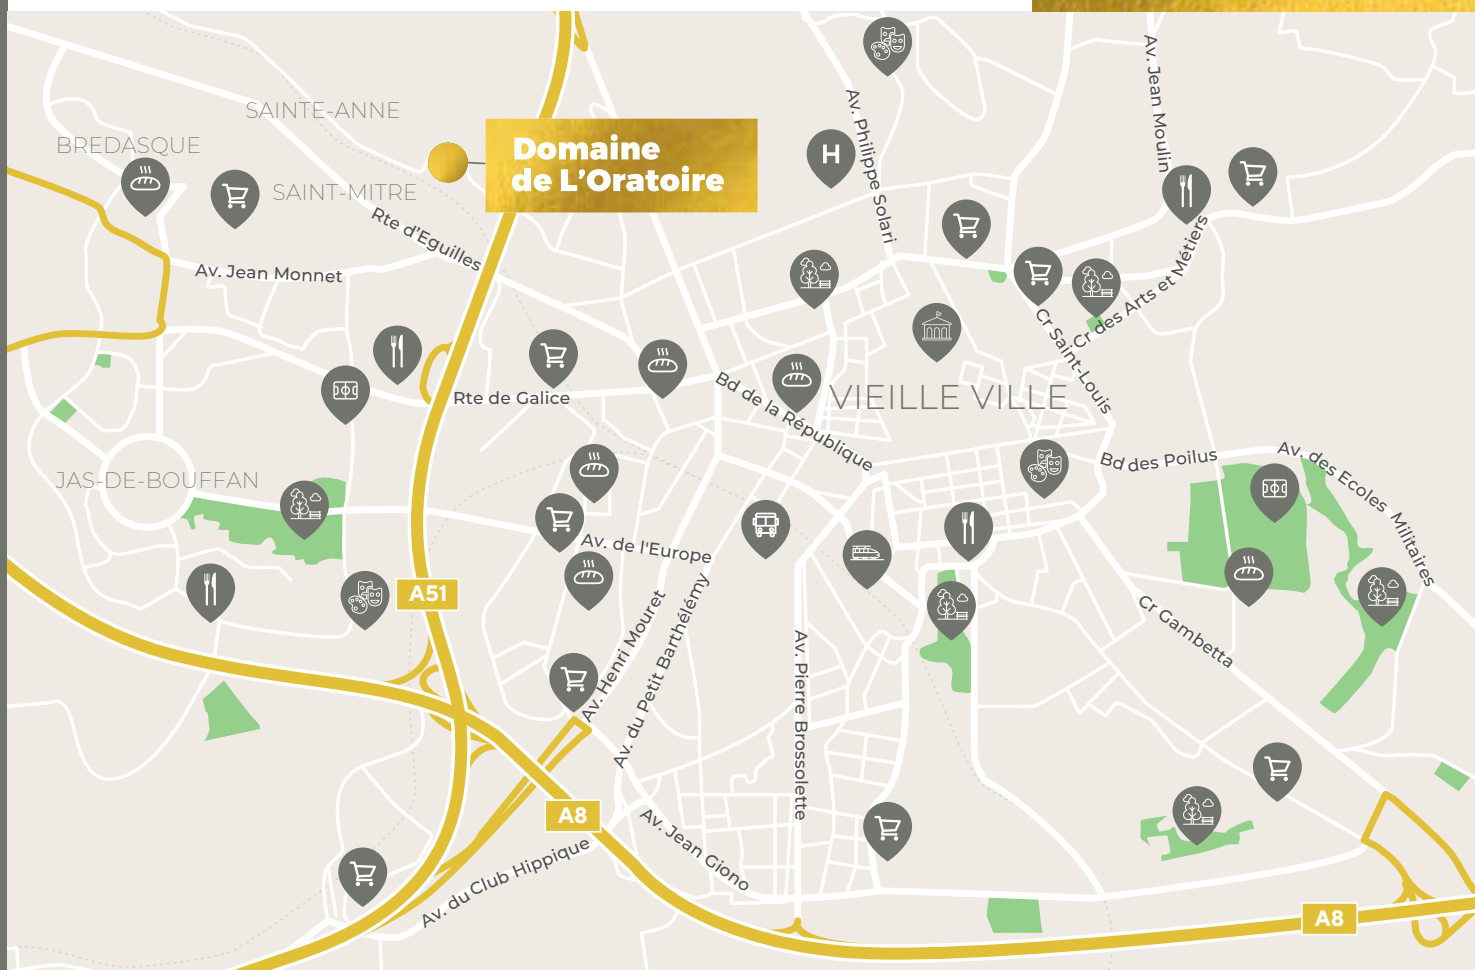 SAINTE-ANNE
BREDASQUE
SAINT-MITRE
Domaine
de L'Oratoire
Av. Philippe Solari
H
Av. Jean Moulin
Rte d'Eguilles
Av. Jean Monnet
Cr des Arts et Métiers
Cr Saint-Louis
Rte de Galice
Bd de la République
VIEILLE VILLE
Bd des Poilus
Av. des Ecoles Militaires
JAS-DE-BOUFFAN
Av. de l'Europe
A51
Av. Henri Mouret
Av. du Petit Barthélémy
Av. Pierre Brossolette
Cr Gambetta
A8
Av. Jean Giono
Av. du Club Hippique
A8